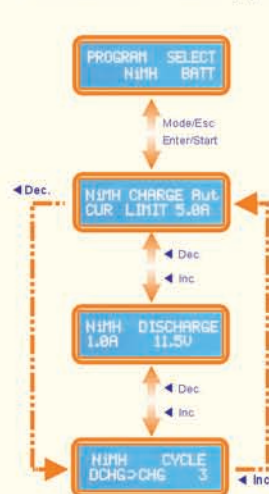 PROGRAM SELECT
NiMH BATT
Mode/Esc
Enter/Start
◄ Dec.
NiMH CHARGE Aut
CUR LIMIT 5.0A
◄ Dec
◄ Inc
NiMH DISCHARGE
1.0A 11.5V
◄ Dec
◄ Inc
NiMH CYCLE
DCHG>CHG 3
◄ Inc